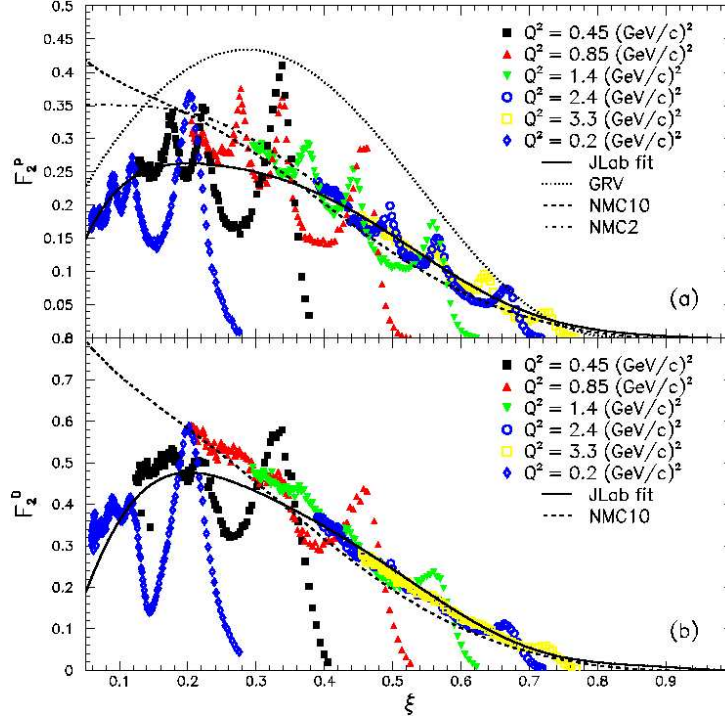 0.5
0.45
0.4
0.35
0.3
0.25
0.2
0.15
0.1
0.05
0.8
F₂ᴾ
Q² = 0.45 (GeV/c)²
Q² = 0.85 (GeV/c)²
Q² = 1.4 (GeV/c)²
Q² = 2.4 (GeV/c)²
Q² = 3.3 (GeV/c)²
Q² = 0.2 (GeV/c)²
JLab fit
GRV
NMC10
NMC2
(a)
0.7
0.6
0.5
0.4
0.3
0.2
0.1
0
F₂ᴰ
Q² = 0.45 (GeV/c)²
Q² = 0.85 (GeV/c)²
Q² = 1.4 (GeV/c)²
Q² = 2.4 (GeV/c)²
Q² = 3.3 (GeV/c)²
Q² = 0.2 (GeV/c)²
JLab fit
NMC10
(b)
0.1 0.2 0.3 0.4 0.5 0.6 0.7 0.8 0.9
ξ